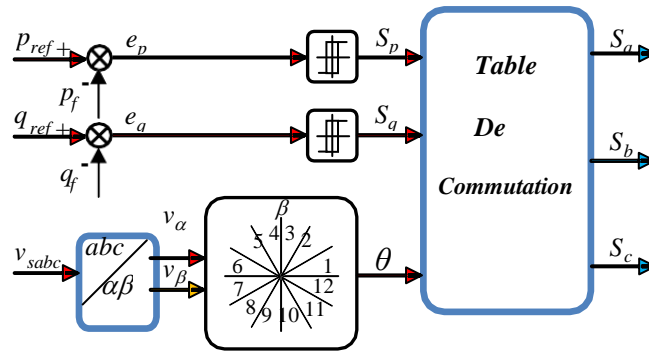 p_ref + e_p S_p S_a
p_f -
q_ref + e_q S_q
q_f -
Table
De
Commutation
S_b
v_sabc abc αβ v_α v_β
β
5 4 3 2
6 1
7 12
8 9 10 11
θ S_c